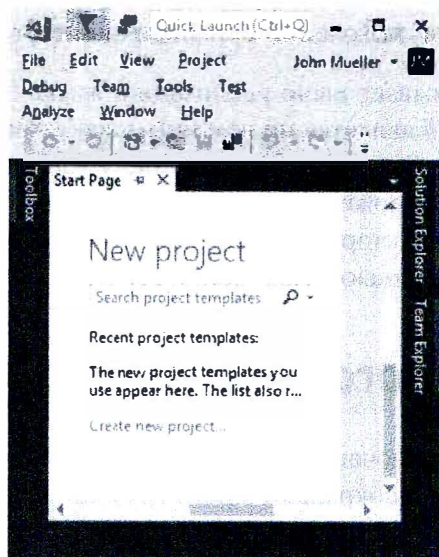 Quick Launch (Ctrl+Q)
File Edit View Project John Mueller
Debug Team Tools Test
Analyze Window Help
Toolbox
Start Page
Solution Explorer
Team Explorer
New project
Search project templates
Recent project templates:
The new project templates you
use appear here. The list also r...
Create new project...